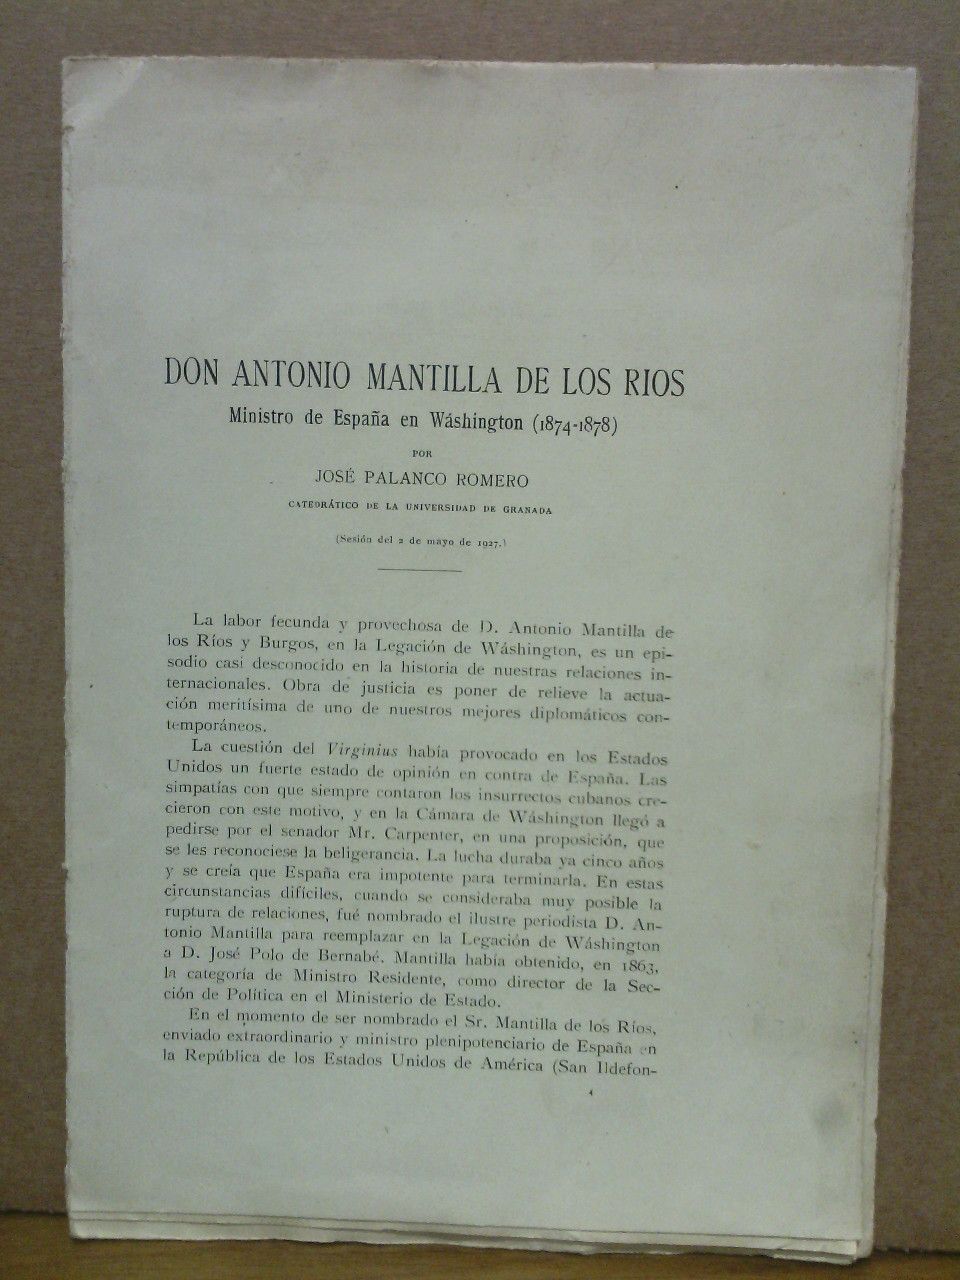 DON ANTONIO MANTILLA DE LOS RIOS
Ministro de España en Wáshington (1874-1878)
POR
JOSÉ PALANCO ROMERO
CATEDRÁTICO DE LA UNIVERSIDAD DE GRANADA
(Sesión del 2 de mayo de 1927.)
La labor fecunda y provechosa de D. Antonio Mantilla de
los Ríos y Burgos, en la Legación de Wáshington, es un epi-
sodio casi desconocido en la historia de nuestras relaciones in-
ternacionales. Obra de justicia es poner de relieve la actua-
ción meritísima de uno de nuestros mejores diplomáticos con-
temporáneos.
La cuestión del Virginius había provocado en los Estados
Unidos un fuerte estado de opinión en contra de España. Las
simpatías con que siempre contaron los insurrectos cubanos cre-
cieron con este motivo, y en la Cámara de Wáshington llegó a
pedirse por el senador Mr. Carpenter, en una proposición, que
se les reconociese la beligerancia. La lucha duraba ya cinco años
y se creía que España era impotente para terminarla. En estas
circunstancias difíciles, cuando se consideraba muy posible la
ruptura de relaciones, fué nombrado el ilustre periodista D. An-
tonio Mantilla para reemplazar en la Legación de Wáshington
a D. José Polo de Bernabé. Mantilla había obtenido, en 1863,
la categoría de Ministro Residente, como director de la Sec-
ción de Política en el Ministerio de Estado.
En el momento de ser nombrado el Sr. Mantilla de los Ríos,
enviado extraordinario y ministro plenipotenciario de España en
la República de los Estados Unidos de América (San Ildefon-